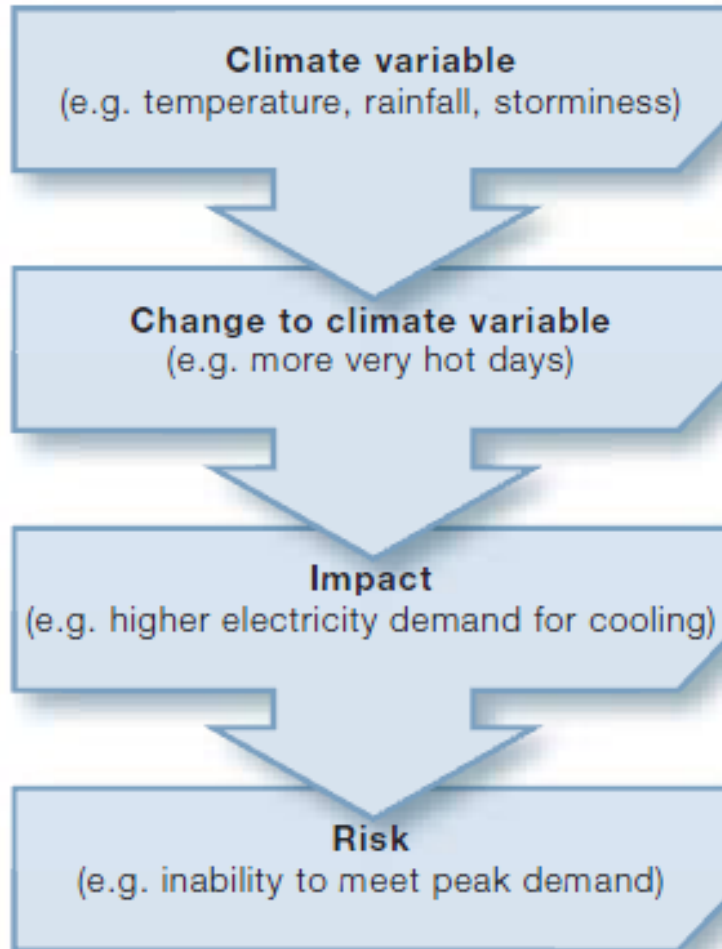 Climate variable
(e.g. temperature, rainfall, storminess)
Change to climate variable
(e.g. more very hot days)
Impact
(e.g. higher electricity demand for cooling)
Risk
(e.g. inability to meet peak demand)